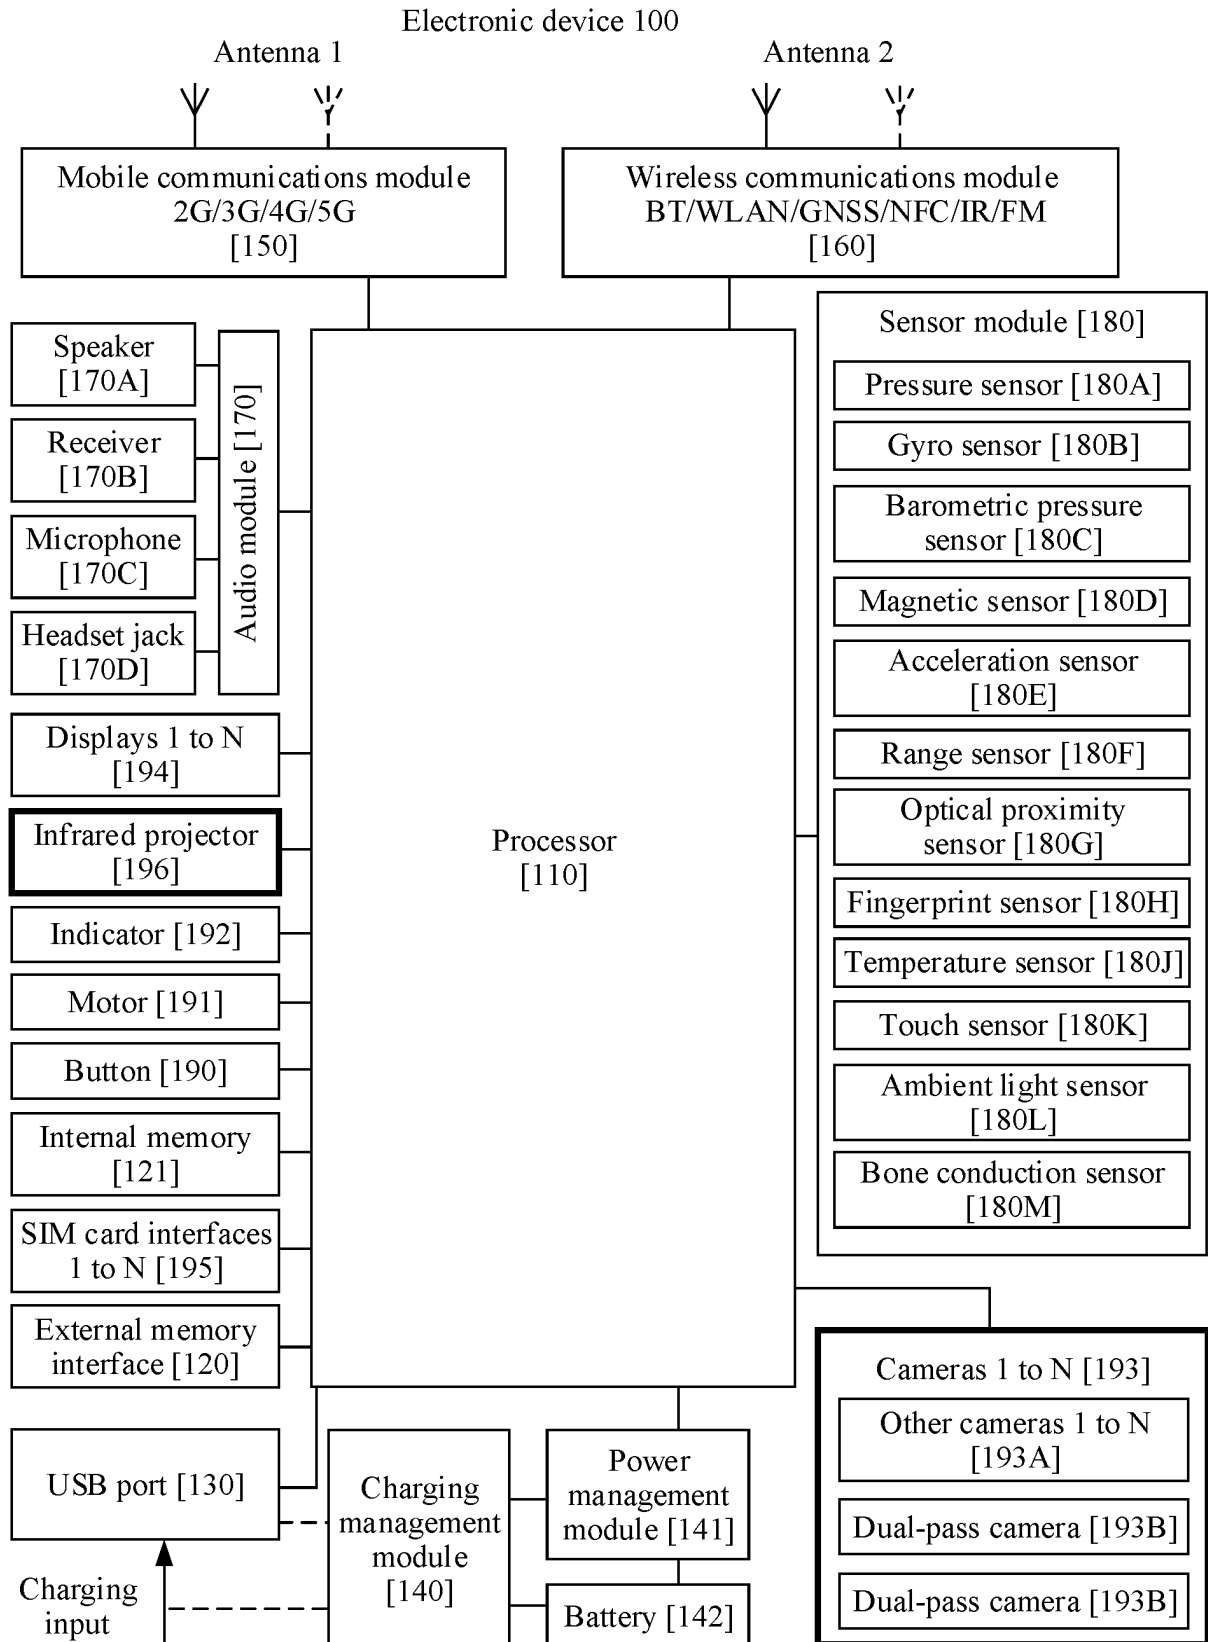 Electronic device 100
Antenna 1
Antenna 2
Mobile communications module
2G/3G/4G/5G
[150]
Wireless communications module
BT/WLAN/GNSS/NFC/IR/FM
[160]
Speaker
[170A]
Receiver
[170B]
Microphone
[170C]
Headset jack
[170D]
Audio module [170]
Displays 1 to N
[194]
Infrared projector
[196]
Indicator [192]
Motor [191]
Button [190]
Internal memory
[121]
SIM card interfaces
1 to N [195]
External memory
interface [120]
Processor
[110]
Sensor module [180]
Pressure sensor [180A]
Gyro sensor [180B]
Barometric pressure
sensor [180C]
Magnetic sensor [180D]
Acceleration sensor
[180E]
Range sensor [180F]
Optical proximity
sensor [180G]
Fingerprint sensor [180H]
Temperature sensor [180J]
Touch sensor [180K]
Ambient light sensor
[180L]
Bone conduction sensor
[180M]
USB port [130]
Charging
input
Charging
management
module
[140]
Power
management
module [141]
Battery [142]
Cameras 1 to N [193]
Other cameras 1 to N
[193A]
Dual-pass camera [193B]
Dual-pass camera [193B]